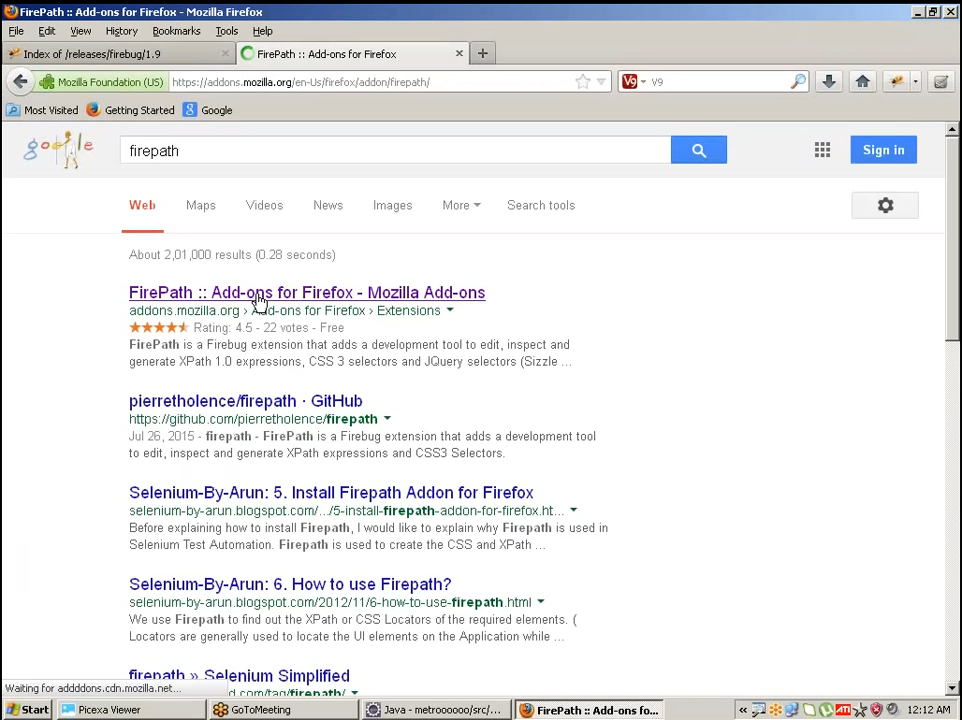 FirePath :: Add-ons for Firefox - Mozilla Firefox
File Edit View History Bookmarks Tools Help
Index of /releases/firebug/1.9
FirePath :: Add-ons for Firefox
Mozilla Foundation (US)
https://addons.mozilla.org/en-Us/firefox/addon/firepath/
V9
Most Visited Getting Started Google
google
firepath
Sign in
Web Maps Videos News Images More Search tools
About 2,01,000 results (0.28 seconds)
FirePath :: Add-ons for Firefox - Mozilla Add-ons
addons.mozilla.org › Add-ons for Firefox › Extensions
Rating: 4.5 - 22 votes - Free
FirePath is a Firebug extension that adds a development tool to edit, inspect and
generate XPath 1.0 expressions, CSS 3 selectors and JQuery selectors (Sizzle ...
pierretholence/firepath · GitHub
https://github.com/pierretholence/firepath
Jul 26, 2015 - firepath - FirePath is a Firebug extension that adds a development tool
to edit, inspect and generate XPath expressions and CSS3 Selectors.
Selenium-By-Arun: 5. Install Firepath Addon for Firefox
selenium-by-arun.blogspot.com/.../5-install-firepath-addon-for-firefox.ht...
Before explaining how to install Firepath, I would like to explain why Firepath is used in
Selenium Test Automation. Firepath is used to create the CSS and XPath ...
Selenium-By-Arun: 6. How to use Firepath?
selenium-by-arun.blogspot.com/2012/11/6-how-to-use-firepath.html
We use Firepath to find out the XPath or CSS Locators of the required elements. (
Locators are generally used to locate the UI elements on the Application while ...
firepath » Selenium Simplified
d.com/tag/firepath/
Waiting for addddons.cdn.mozilla.net...
Start
Picexa Viewer
GoToMeeting
Java - metrooooo/src/...
FirePath :: Add-ons fo...
ATI
12:12 AM